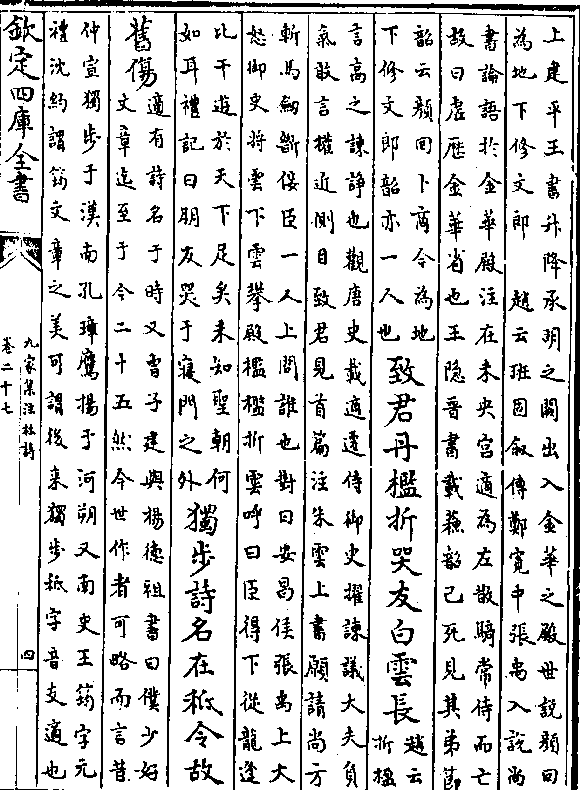 上建平王書升降承明之闕出入金華之殿世說顏回
為地下修文郎　趙云班固叙傳鄭寛中張禹入說尚
書論語於金華殿注在未央宫適為左散騎常侍而亡
故曰虚歷金華省也王隐晉書載蘇韶已死見其弟節
韶云顏回卜商今為地
下修文郎韶亦一人也
致君丹檻折哭友白雲長
趙云
折檻
言高之諫諍也觀唐史載適遷侍御史擢諫議大夫負
氣敢言權近側目致君見首篇注朱雲上書願請尚方
斬馬劒斷佞臣一人上問誰也對曰安昌侯張禹上大
怒御史將雲下雲攀殿檻檻折雲呼曰臣得下從龍逄
比干遊於天下足矣未知聖朝何
如耳禮記曰朋友哭于寢門之外
獨步詩名在秪令故
舊傷
適有詩名于時又曹子建與楊德祖書曰僕少好
文章迄至于今二十五然今世作者可略而言昔
仲宣獨步于漢南孔璋鷹揚于河朔又南史王筠字元
禮沈約謂筠文章之美可謂後来獨步秪字音支適也
欽定四庫全書
九家集注杜詩
卷二十七
四